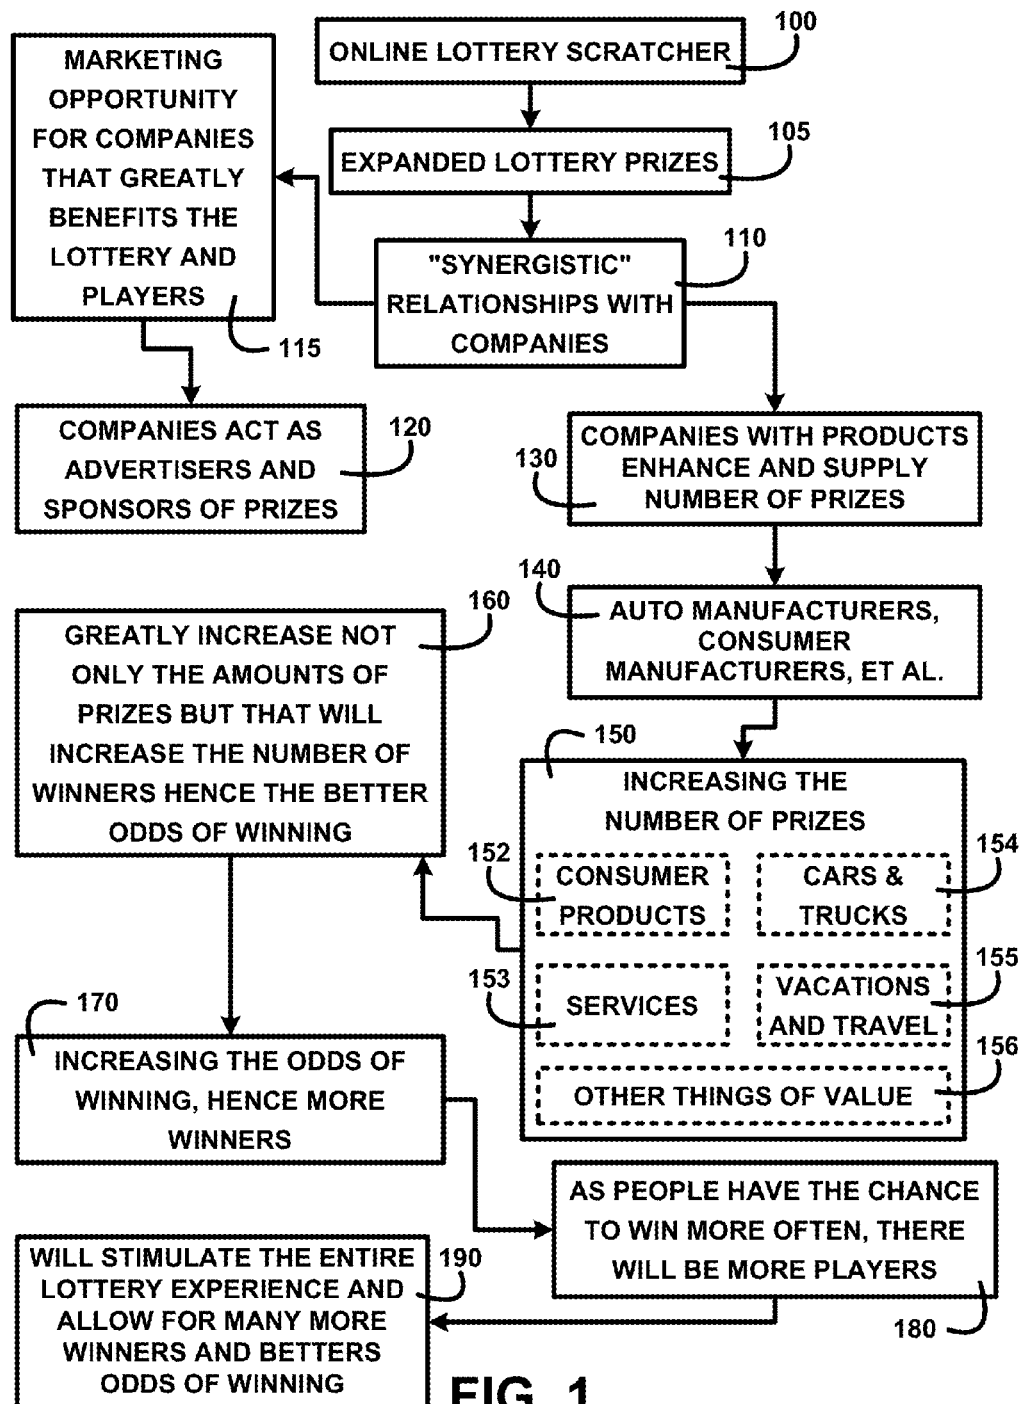 100
ONLINE LOTTERY SCRATCHER
105
EXPANDED LOTTERY PRIZES
110
"SYNERGISTIC"
RELATIONSHIPS WITH
COMPANIES
MARKETING
OPPORTUNITY
FOR COMPANIES
THAT GREATLY
BENEFITS THE
LOTTERY AND
PLAYERS
115
COMPANIES ACT AS
ADVERTISERS AND
SPONSORS OF PRIZES
120
130
COMPANIES WITH PRODUCTS
ENHANCE AND SUPPLY
NUMBER OF PRIZES
140
AUTO MANUFACTURERS,
CONSUMER
MANUFACTURERS, ET AL.
150
INCREASING THE
NUMBER OF PRIZES
152
CONSUMER
PRODUCTS
154
CARS &
TRUCKS
153
SERVICES
155
VACATIONS
AND TRAVEL
156
OTHER THINGS OF VALUE
160
GREATLY INCREASE NOT
ONLY THE AMOUNTS OF
PRIZES BUT THAT WILL
INCREASE THE NUMBER OF
WINNERS HENCE THE BETTER
ODDS OF WINNING
170
INCREASING THE ODDS OF
WINNING, HENCE MORE
WINNERS
AS PEOPLE HAVE THE CHANCE
TO WIN MORE OFTEN, THERE
WILL BE MORE PLAYERS
180
190
WILL STIMULATE THE ENTIRE
LOTTERY EXPERIENCE AND
ALLOW FOR MANY MORE
WINNERS AND BETTERS
ODDS OF WINNING
FIG. 1